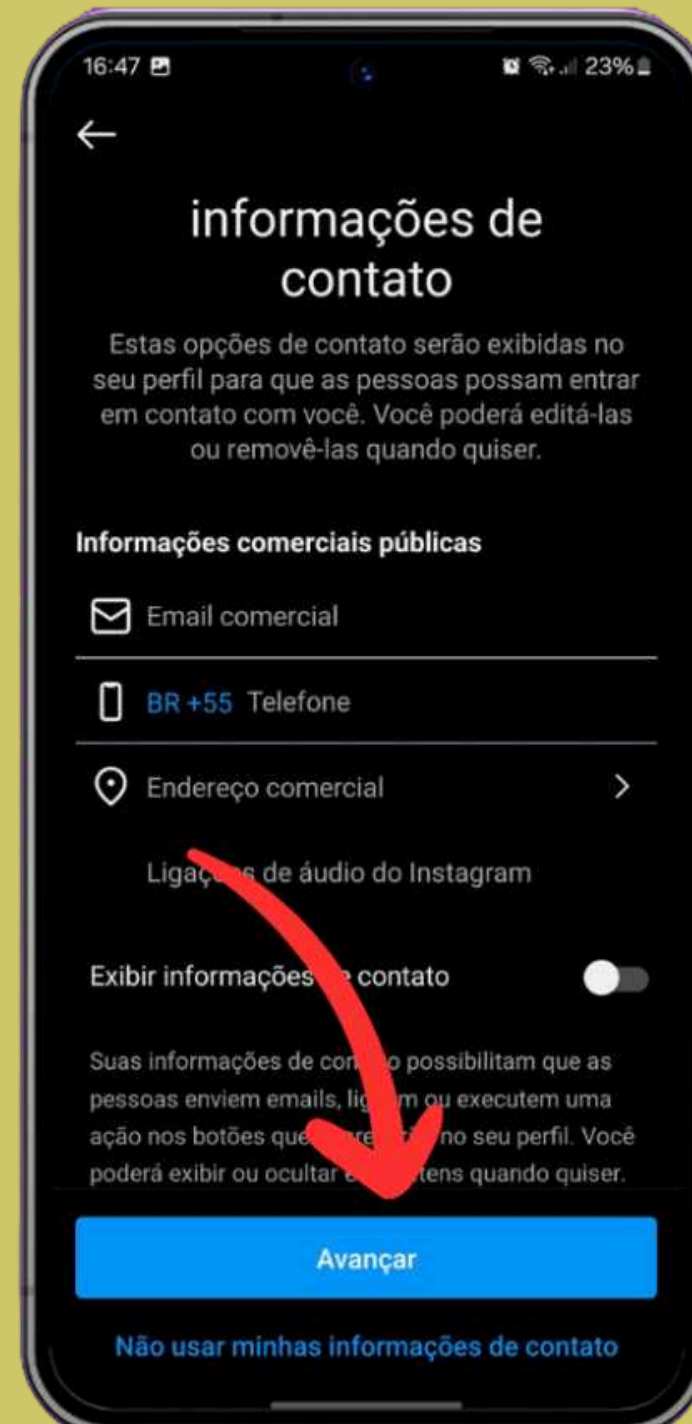 16:47 23%
informações de
contato
Estas opções de contato serão exibidas no
seu perfil para que as pessoas possam entrar
em contato com você. Você poderá editá-las
ou removê-las quando quiser.
Informações comerciais públicas
Email comercial
BR +55 Telefone
Endereço comercial
de áudio do Instagram
Exibir informações contato
Suas informações de possibilitam que as
pessoas enviem emails, ou executem uma
ação nos botões no seu perfil. Você
poderá exibir ou ocultar quando quiser.
Avançar
Não usar minhas informações de contato